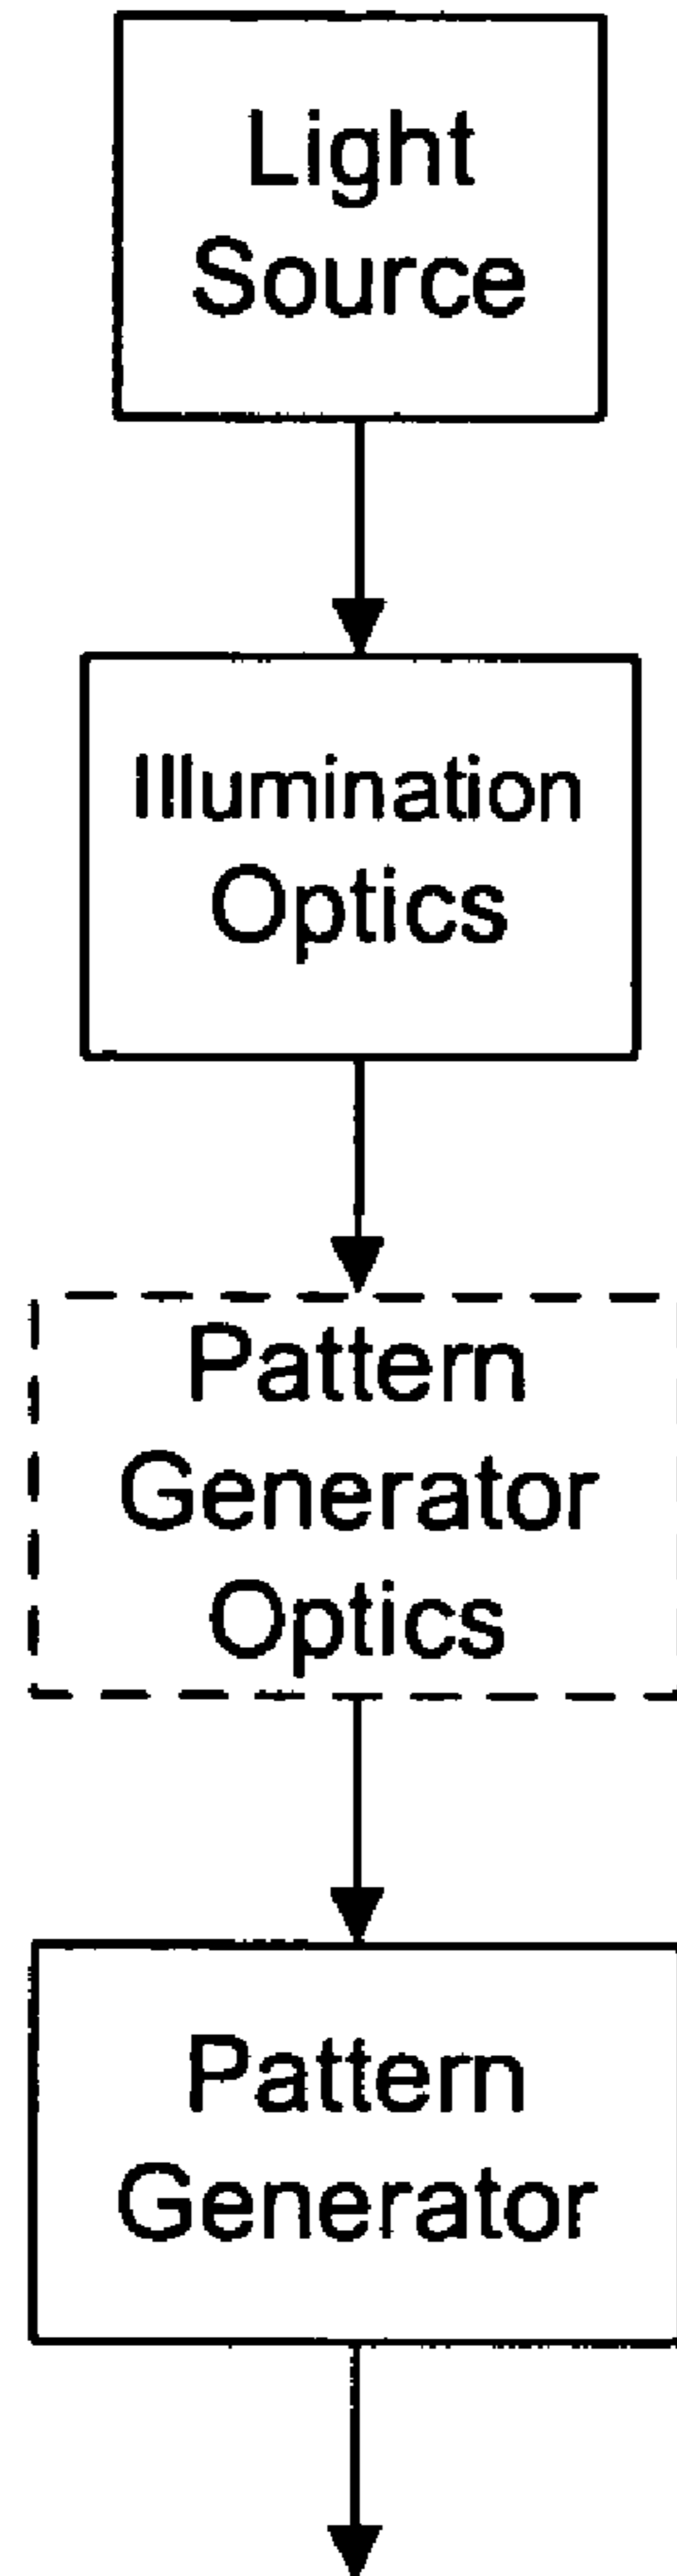 Light
Source
Illumination
Optics
Pattern
Generator
Optics
Pattern
Generator